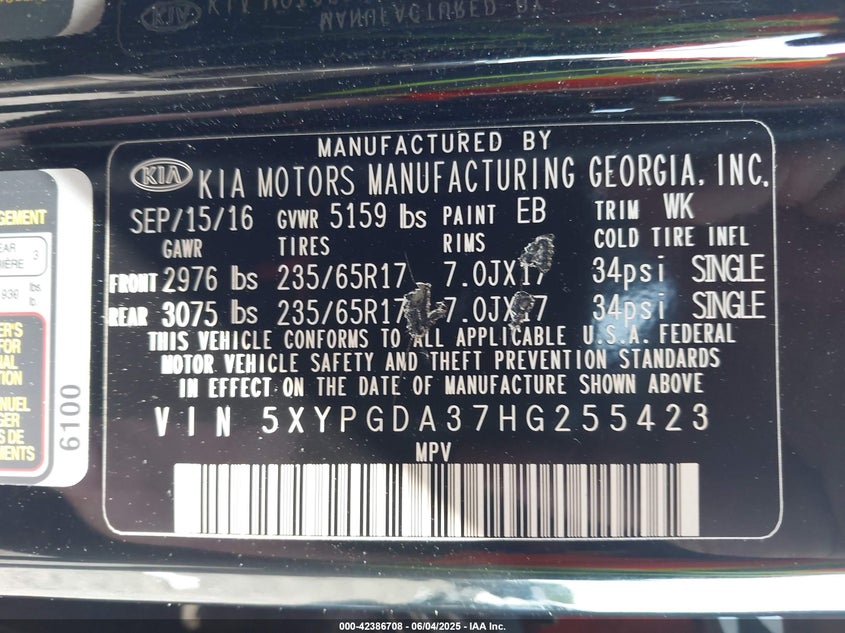 MANUFACTURED BY
KIA KIA MOTORS MANUFACTURING GEORGIA, INC.
SEP/15/16 GVWR 5159 lbs PAINT EB TRIM WK
GAWR TIRES RIMS COLD TIRE INFL
FRONT 2976 lbs 235/65R17 7.0JX17 34psi SINGLE
REAR 3075 lbs 235/65R17 7.0JX17 34psi SINGLE
THIS VEHICLE CONFORMS TO ALL APPLICABLE U.S.A. FEDERAL
MOTOR VEHICLE SAFETY AND THEFT PREVENTION STANDARDS
IN EFFECT ON THE DATE OF MANUFACTURE SHOWN ABOVE
VIN 5XYPGDA37HG255423
MPV
6100
000-42386708 - 06/04/2025 - IAA Inc.